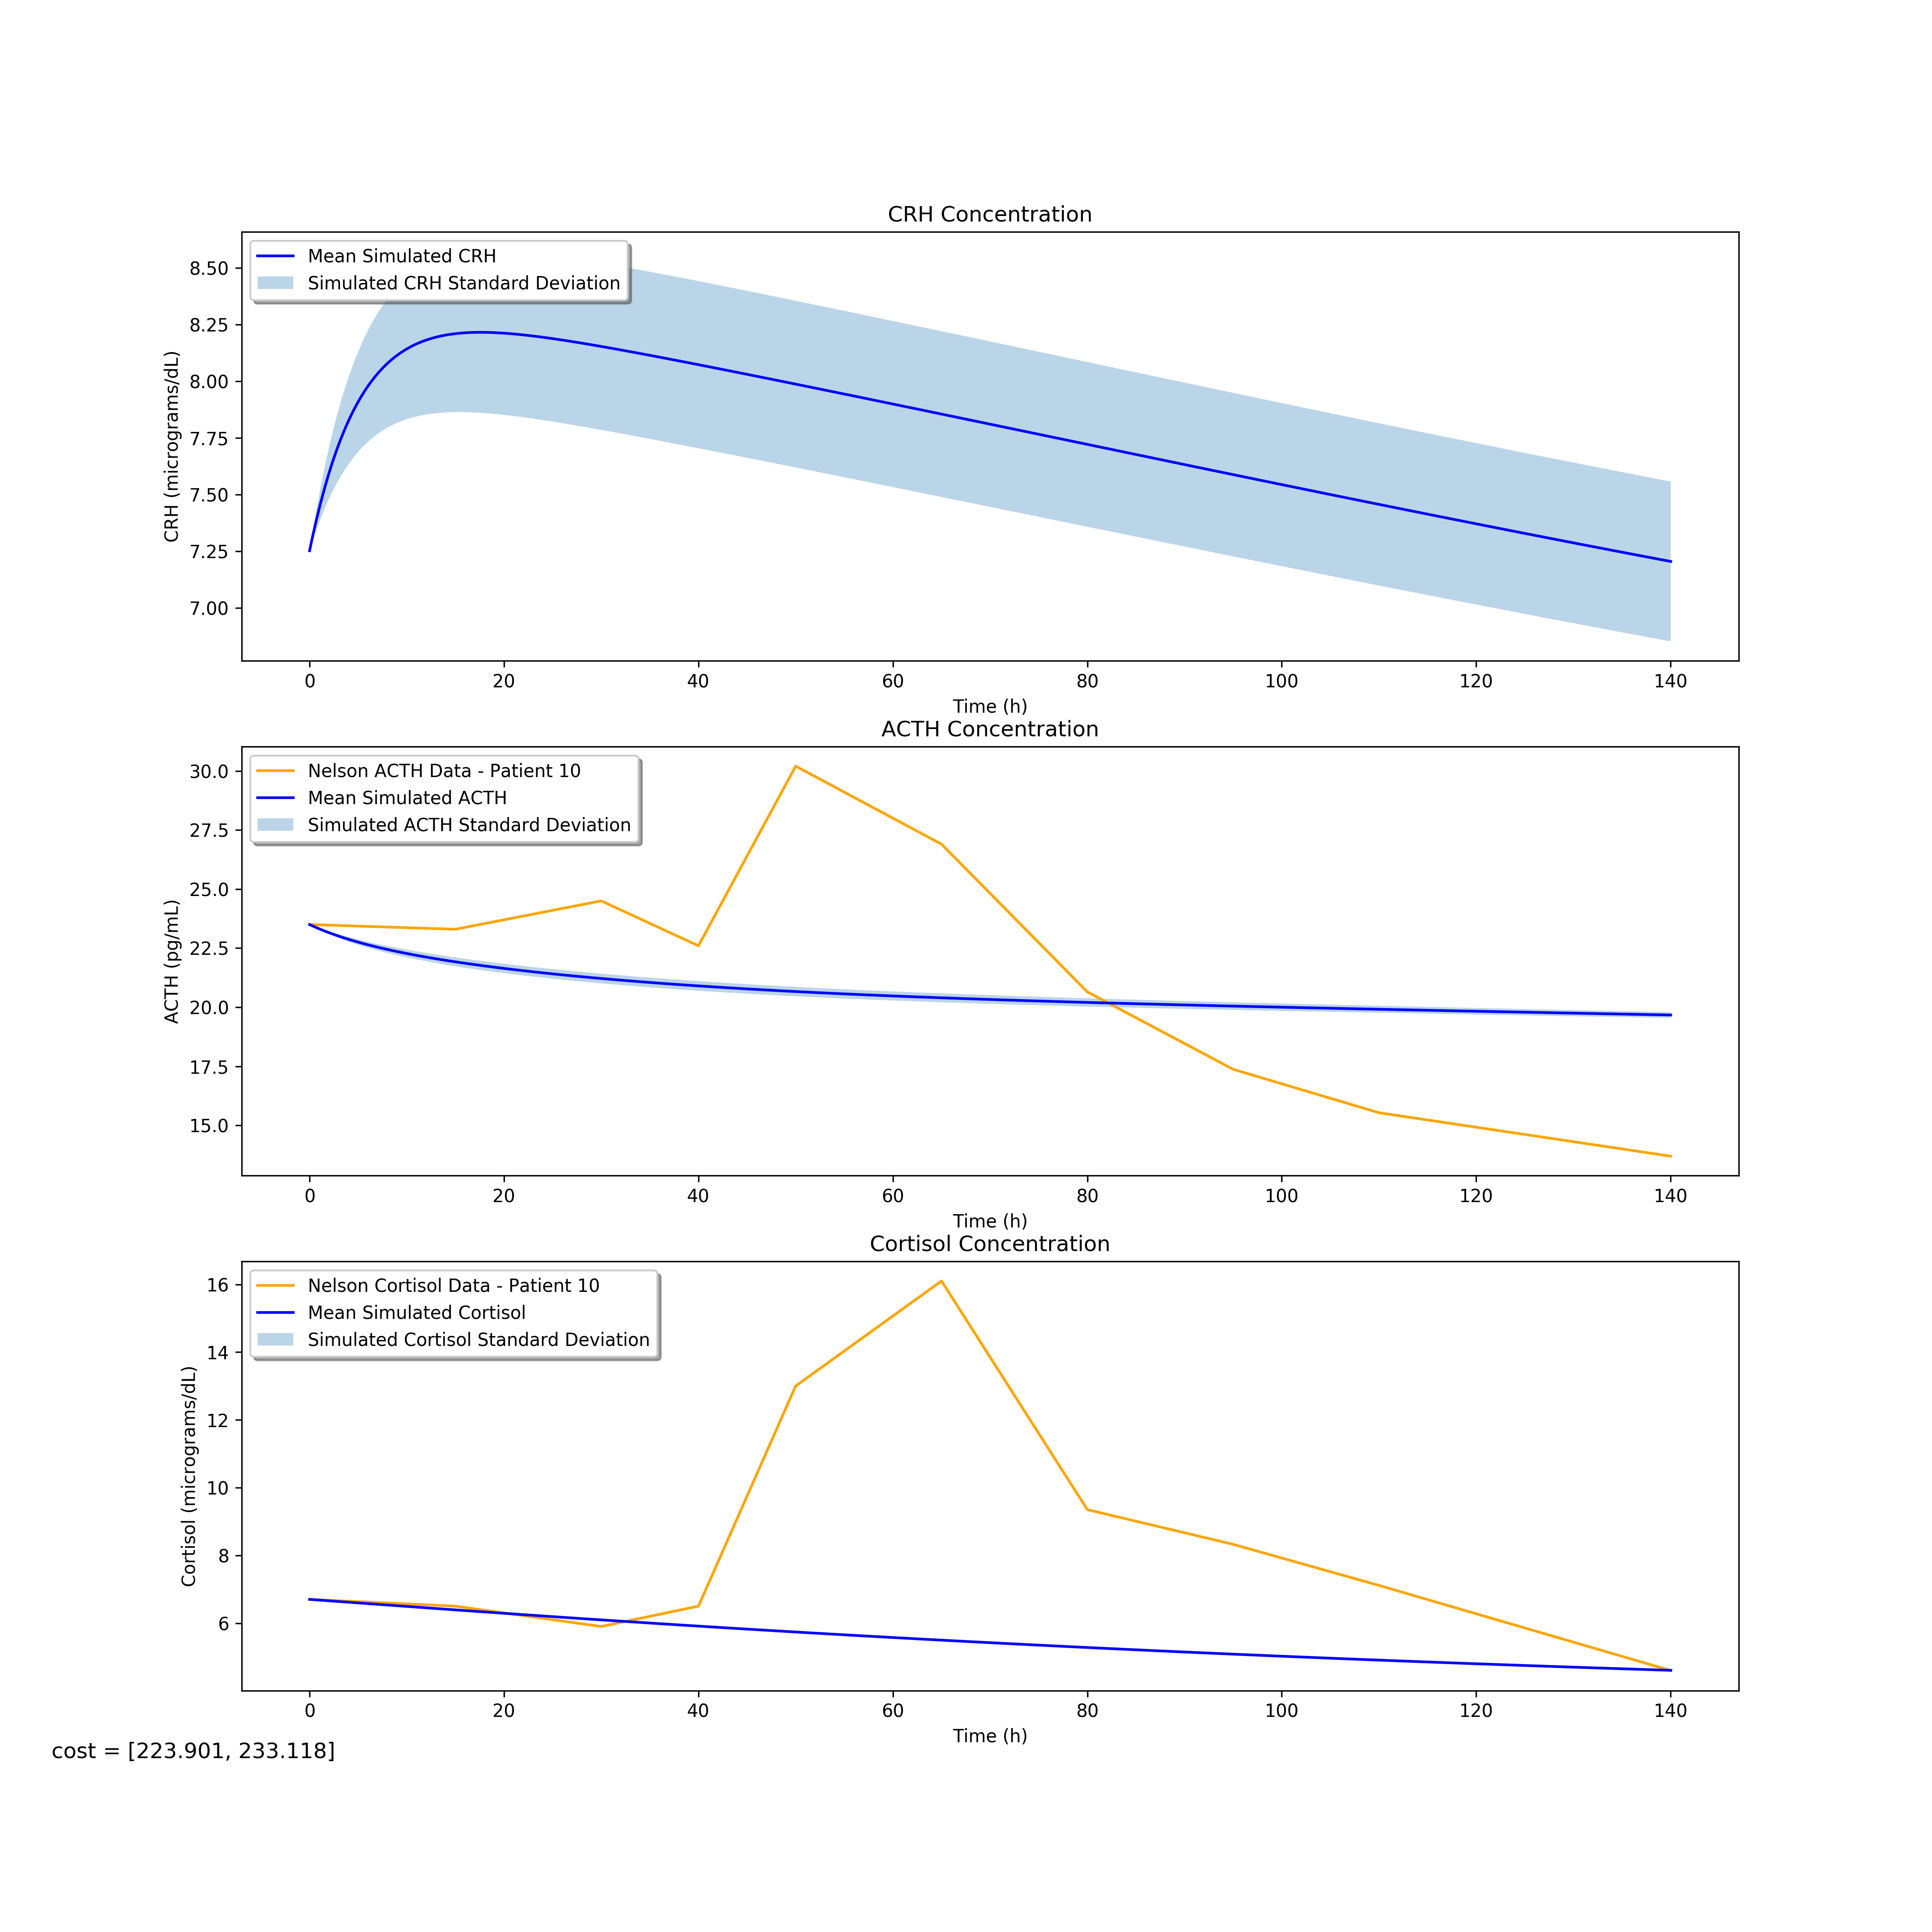 CRH Concentration
Mean Simulated CRH
Simulated CRH Standard Deviation
CRH (micrograms/dL)
8.50
8.25
8.00
7.75
7.50
7.25
7.00
0 20 40 60 80 100 120 140
Time (h)
ACTH Concentration
Nelson ACTH Data - Patient 10
Mean Simulated ACTH
Simulated ACTH Standard Deviation
ACTH (pg/mL)
30.0
27.5
25.0
22.5
20.0
17.5
15.0
0 20 40 60 80 100 120 140
Time (h)
Cortisol Concentration
Nelson Cortisol Data - Patient 10
Mean Simulated Cortisol
Simulated Cortisol Standard Deviation
Cortisol (micrograms/dL)
16
14
12
10
8
6
0 20 40 60 80 100 120 140
Time (h)
cost = [223.901, 233.118]